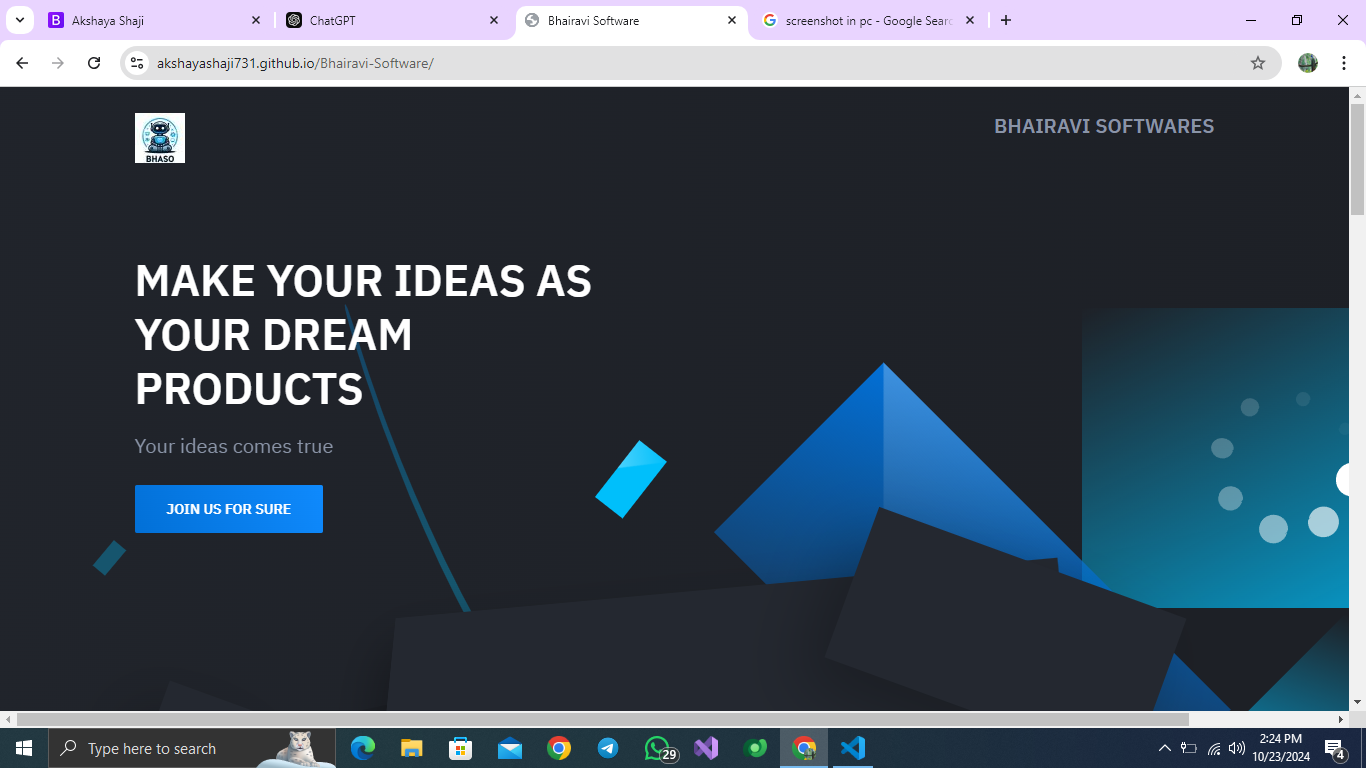 Akshaya Shaji
ChatGPT
Bhairavi Software
screenshot in pc - Google Searc
akshayashaji731.github.io/Bhairavi-Software/
BHASO
BHAIRAVI SOFTWARES
MAKE YOUR IDEAS AS
YOUR DREAM
PRODUCTS
Your ideas comes true
JOIN US FOR SURE
Type here to search
29
2:24 PM
10/23/2024
4